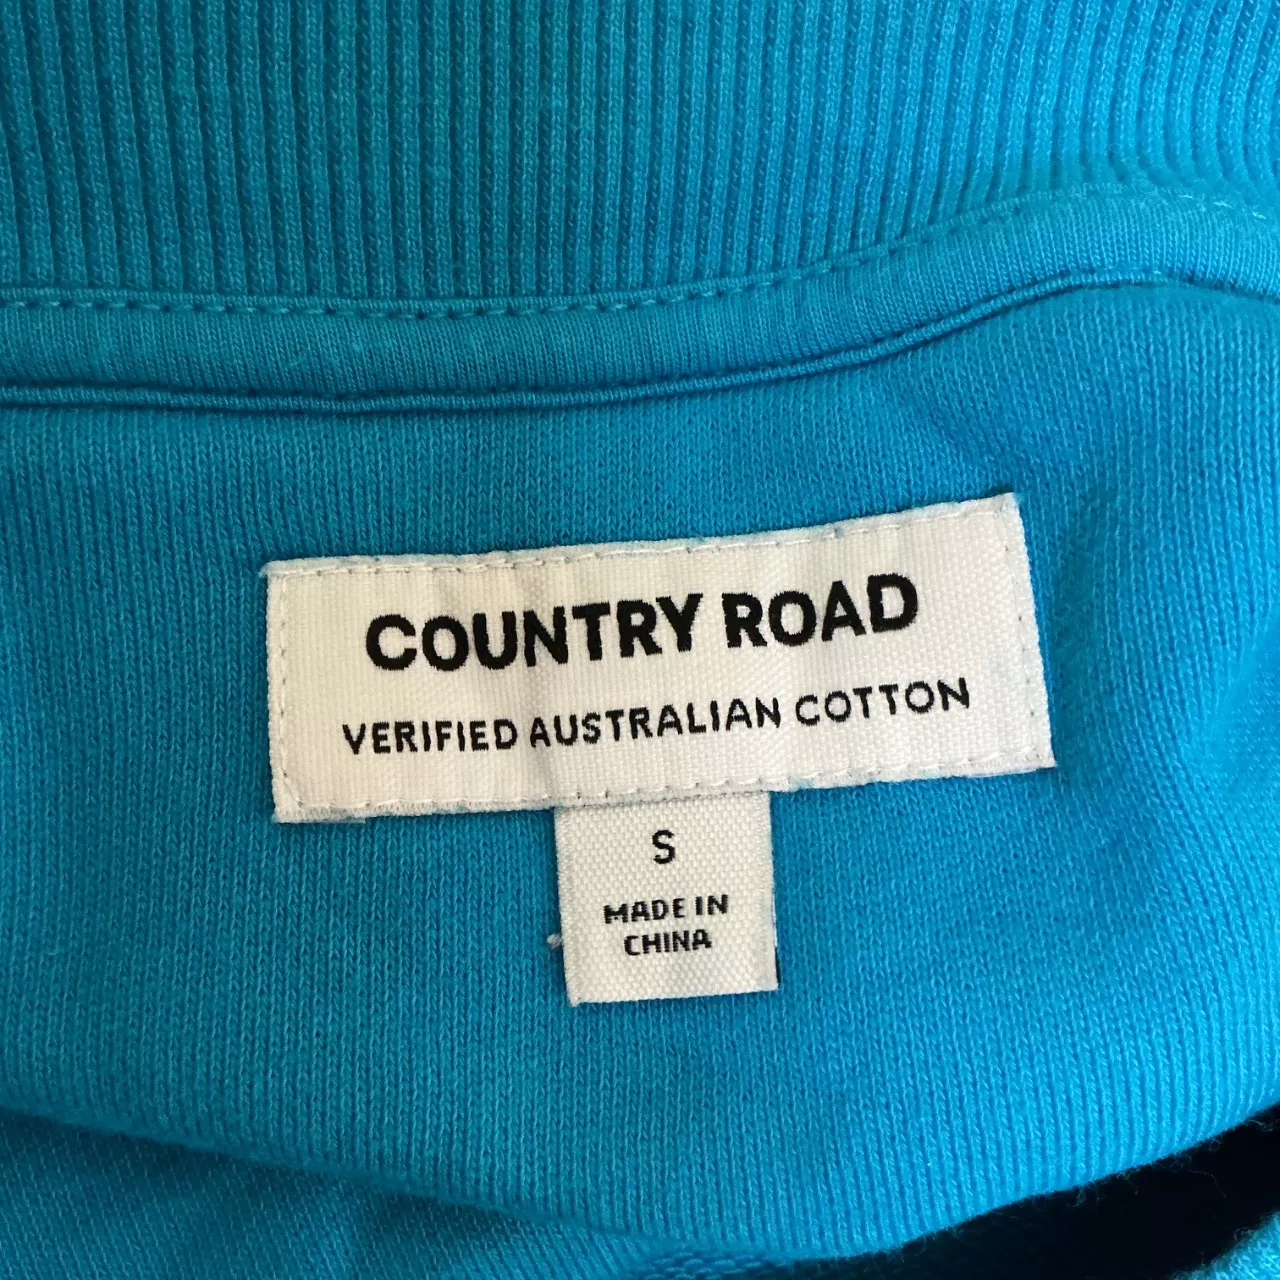 COUNTRY ROAD
VERIFIED AUSTRALIAN COTTON
S
MADE IN
CHINA